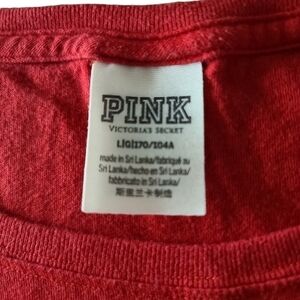 PINK
VICTORIA'S SECRET
L|G|170/104A
made in Sri Lanka/fabriqué au
Sri Lanka/hecho en Sri Lanka/
fabbricato in Sri Lanka/
斯里兰卡制造